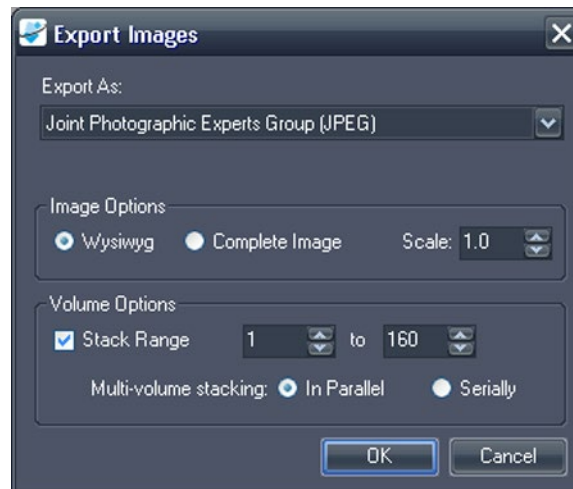 Export Images
Export As:
Joint Photographic Experts Group (JPEG)
Image Options
Wysiwyg Complete Image Scale: 1.0
Volume Options
Stack Range 1 to 160
Multi-volume stacking: In Parallel Serially
OK Cancel